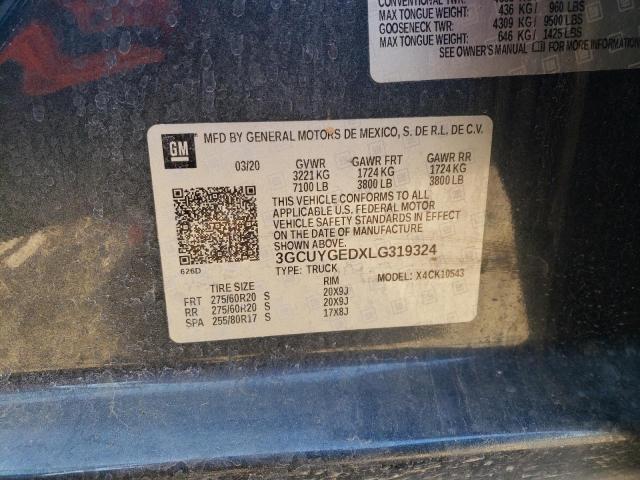 CONVENTIONAL TWR:
MAX TONGUE WEIGHT: 436 KG / 960 LBS
GOOSENECK TWR: 4309 KG / 9500 LBS
MAX TONGUE WEIGHT: 646 KG / 1425 LBS
SEE OWNER'S MANUAL FOR MORE INFORMATION
GM
MFD BY GENERAL MOTORS DE MEXICO, S. DE R.L. DE C.V.
03/20 GVWR GAWR FRT GAWR RR
3221 KG 1724 KG 1724 KG
7100 LB 3800 LB 3800 LB
THIS VEHICLE CONFORMS TO ALL
APPLICABLE U.S. FEDERAL MOTOR
VEHICLE SAFETY STANDARDS IN EFFECT
ON THE DATE OF MANUFACTURE
SHOWN ABOVE.
626D
3GCUYGEDXLG319324
TYPE: TRUCK X4CK10543
TIRE SIZE RIM
FRT 275/60R20 S 20X9J
RR 275/60R20 S 20X9J
SPA 255/80R17 S 17X8J